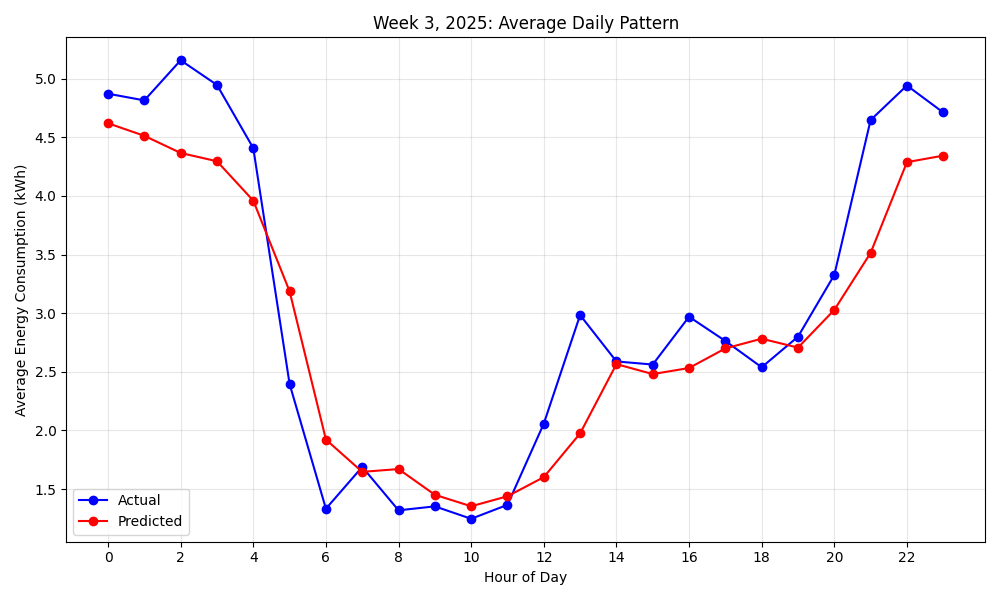 Week 3, 2025: Average Daily Pattern
Average Energy Consumption (kWh)
5.0
4.5
4.0
3.5
3.0
2.5
2.0
1.5
Actual
Predicted
0 2 4 6 8 10 12 14 16 18 20 22
Hour of Day